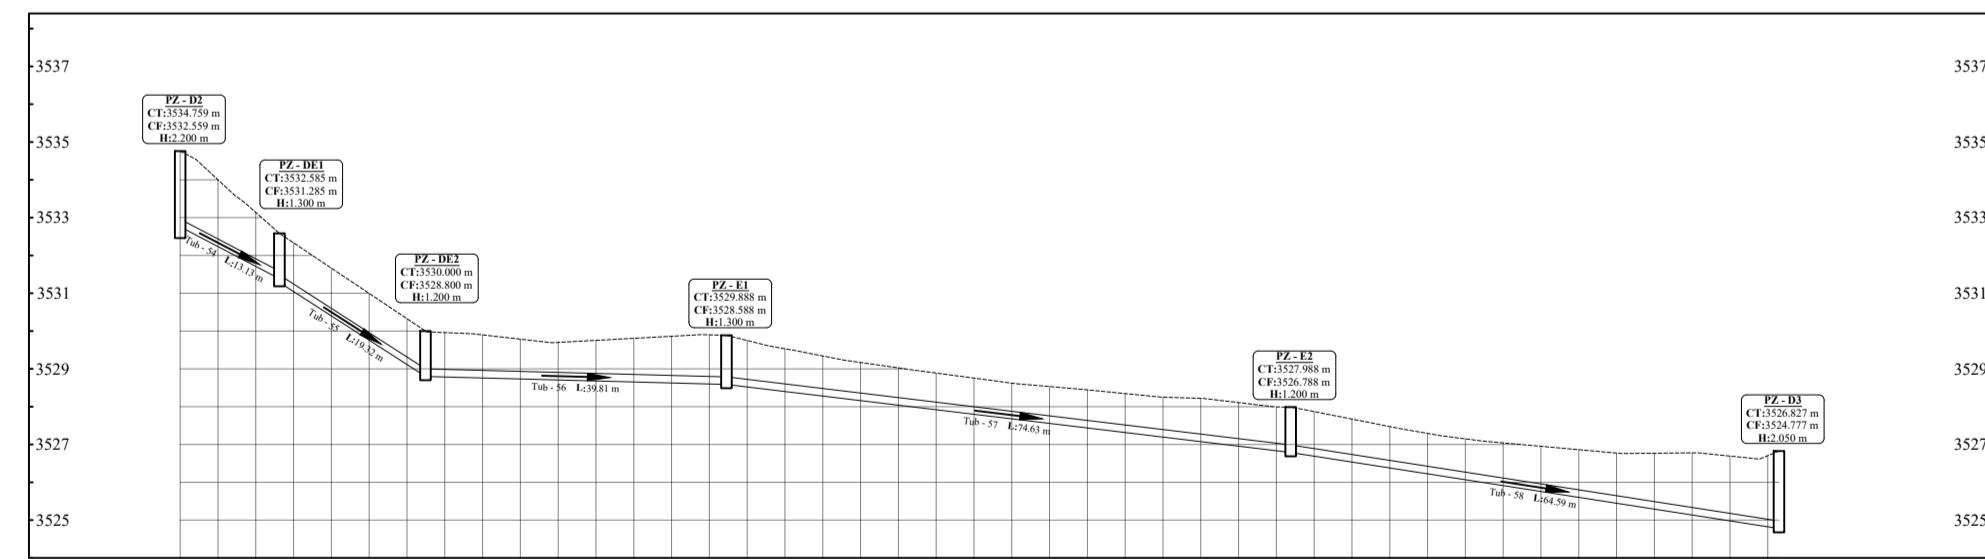 3537
3535
3533
3531
3529
3527
3525
PZ - D2
CT:3534.759 m
CF:3532.559 m
H:2.200 m
PZ - DE1
CT:3532.585 m
CF:3531.285 m
H:1.300 m
PZ - DE2
CT:3530.000 m
CF:3528.800 m
H:1.200 m
PZ - E1
CT:3529.888 m
CF:3528.588 m
H:1.300 m
PZ - E2
CT:3527.988 m
CF:3526.788 m
H:1.200 m
PZ - D3
CT:3526.827 m
CF:3524.777 m
H:2.050 m
Tub - 54 L:13.13 m
Tub - 55 L:19.32 m
Tub - 56 L:39.81 m
Tub - 57 L:74.63 m
Tub - 58 L:64.59 m
3537
3535
3533
3531
3529
3527
3525